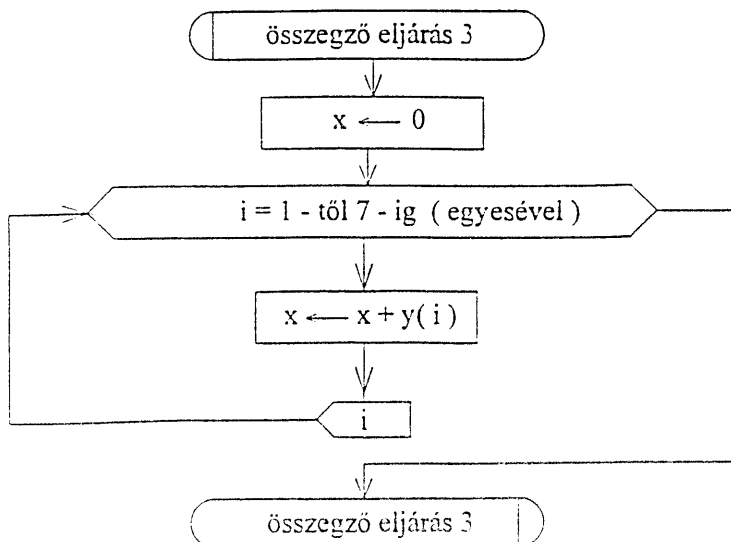 összegző eljárás 3
x ← 0
i = 1 - től 7 - ig ( egyesével )
x ← x + y( i )
i
összegző eljárás 3